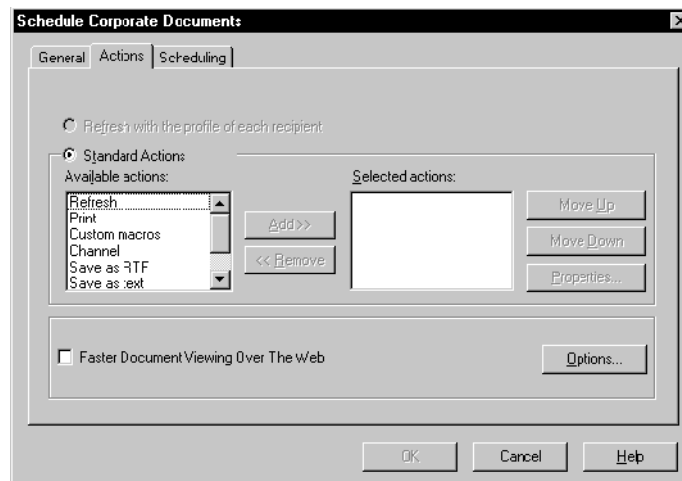 Schedule Corporate Documents
General Actions Scheduling
Refresh with the profile of each recipient
Standard Actions
Available actions: Selected actions:
Refresh
Print
Custom macros
Channel
Save as RTF
Save as text
Add>>
<< Remove
Move Up
Move Down
Properties...
Faster Document Viewing Over The Web
Options...
OK Cancel Help